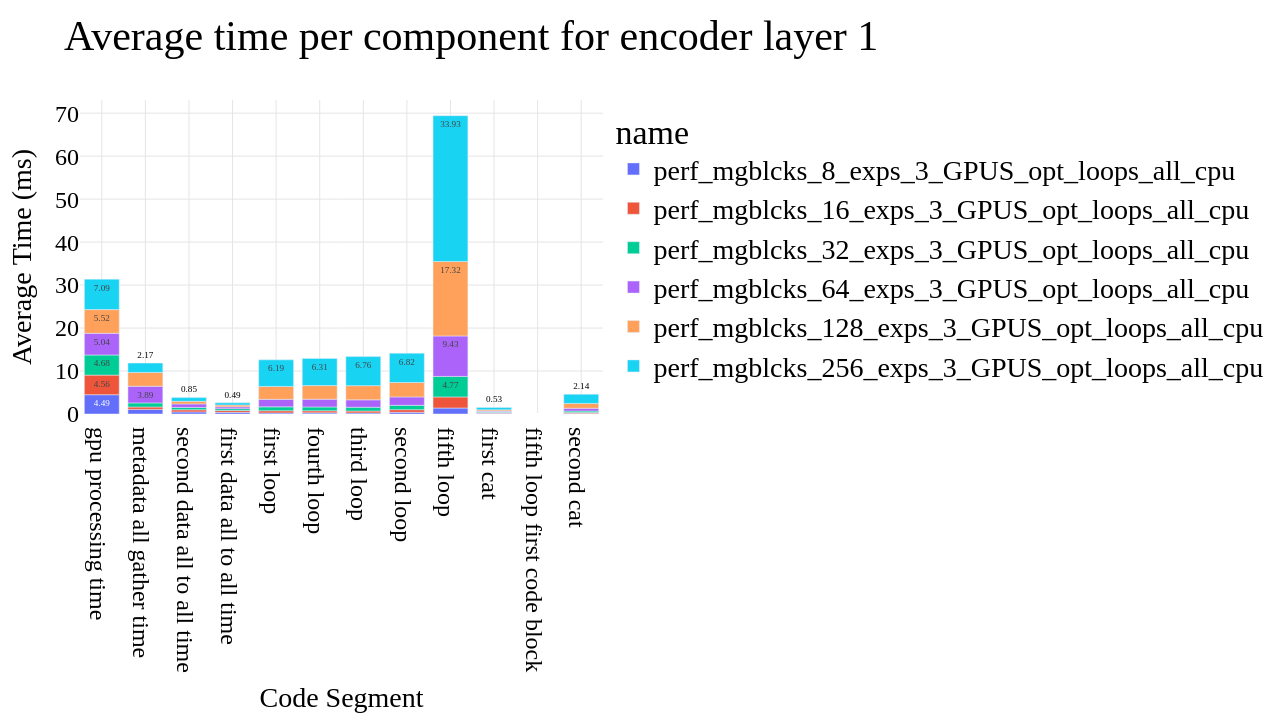 Average time per component for encoder layer 1
Average Time (ms)
70
60
50
40
30
20
10
0
7.09
5.52
5.04
4.68
4.56
4.49
2.17
3.89
0.85
0.49
6.19
6.31
6.76
6.82
33.93
17.32
9.43
4.77
0.53
2.14
gpu processing time
metadata all gather time
second data all to all time
first data all to all time
first loop
fourth loop
third loop
second loop
fifth loop
first cat
fifth loop first code block
second cat
Code Segment
name
perf_mgblcks_8_exps_3_GPUS_opt_loops_all_cpu
perf_mgblcks_16_exps_3_GPUS_opt_loops_all_cpu
perf_mgblcks_32_exps_3_GPUS_opt_loops_all_cpu
perf_mgblcks_64_exps_3_GPUS_opt_loops_all_cpu
perf_mgblcks_128_exps_3_GPUS_opt_loops_all_cpu
perf_mgblcks_256_exps_3_GPUS_opt_loops_all_cpu